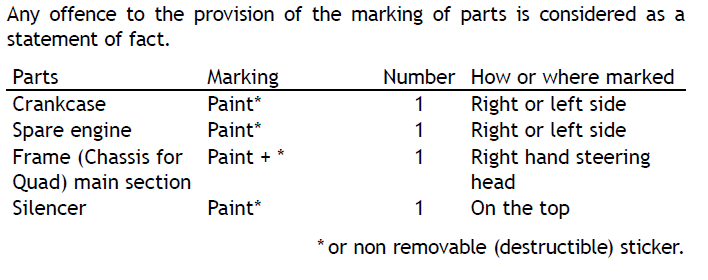 Any offence to the provision of the marking of parts is considered as a
statement of fact.
Parts Marking Number How or where marked
Crankcase Paint* 1 Right or left side
Spare engine Paint* 1 Right or left side
Frame (Chassis for Paint + * 1 Right hand steering
Quad) main section head
Silencer Paint* 1 On the top
* or non removable (destructible) sticker.